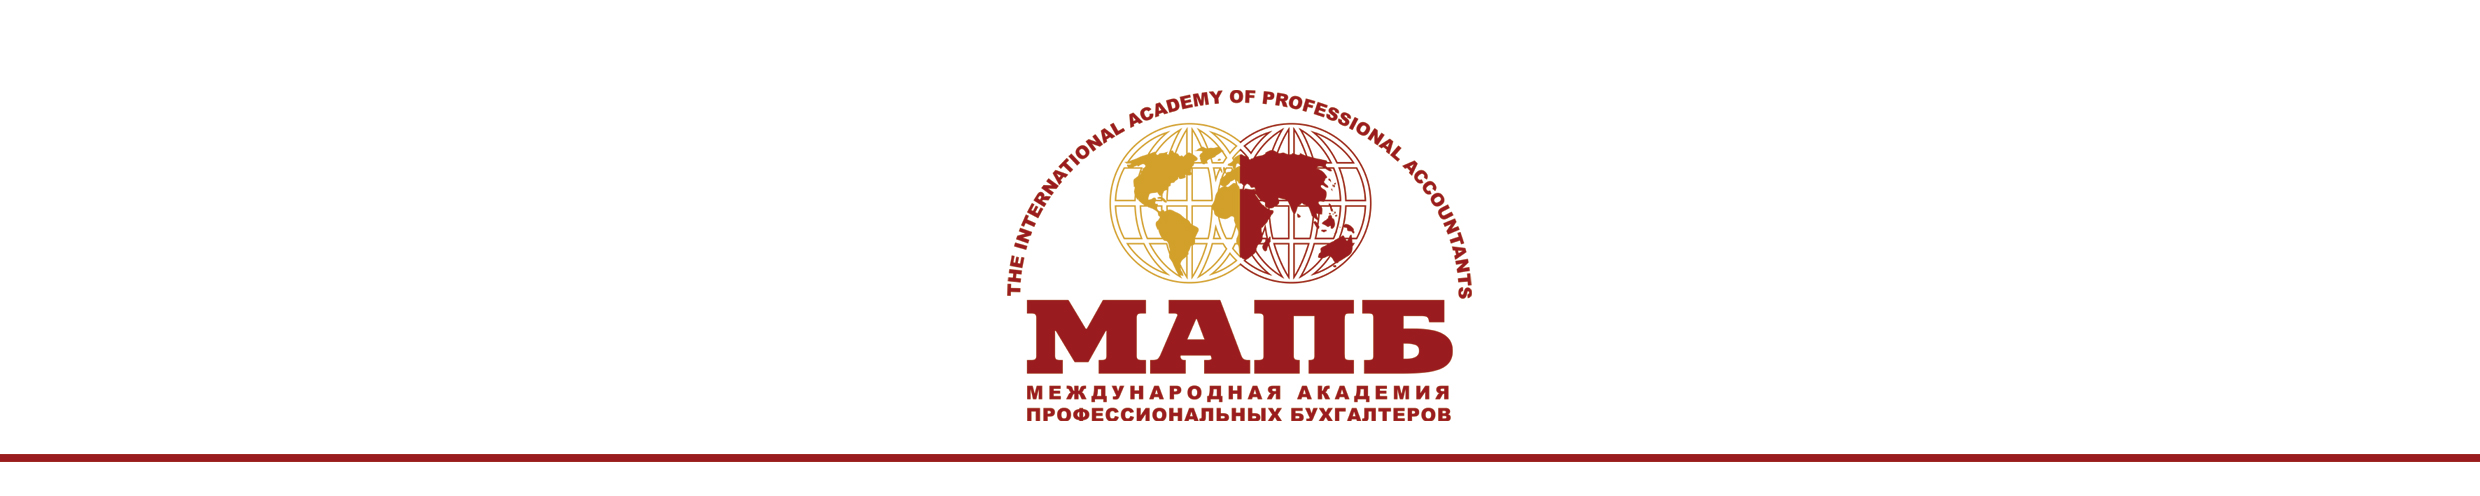 THE INTERNATIONAL ACADEMY OF PROFESSIONAL ACCOUNTANTS
МАПБ
МЕЖДУНАРОДНАЯ АКАДЕМИЯ
ПРОФЕССИОНАЛЬНЫХ БУХГАЛТЕРОВ